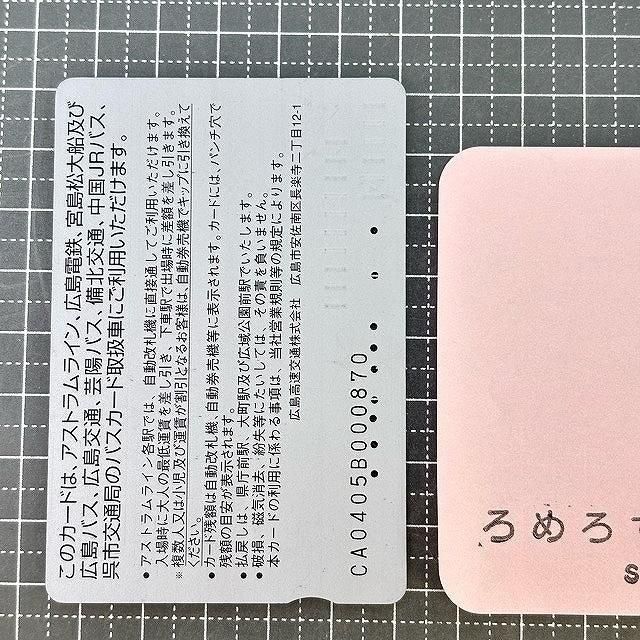 このカードは、アストラムライン、広島電鉄、宮島松大船及び
広島バス、広島交通、芸陽バス、備北交通、中国JRバス、
呉市交通局のバスカード取扱車にご利用いただけます。
●アストラムライン各駅では、自動改札機に直接通してご利用いただけます。
入場時に大人の最低運賃を差し引き、下車駅で出場時に差額を差し引きます。
※複数人又は小児及び運賃が割引となるお客様は、自動券売機でキップに引き換えて
ください。
●カード残額は自動改札機、自動券売機等に表示されます。カードには、パンチ穴で
残額の目安が表示されます。
●払戻しは、県庁前駅、大町駅及び広域公園前駅でいたします。
●破損、磁気消去、紛失等にたいしては、その責を負いません。
本カードの利用に係わる事項は、当社営業規則等の規定によります。
広島高速交通株式会社 広島市安佐南区長楽寺二丁目12-1
CA0405B000870
るめる